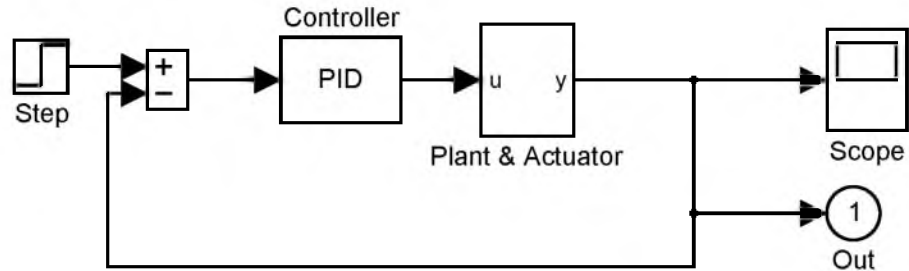 Controller
+
−
PID
u
y
Step
Plant & Actuator
Scope
1
Out